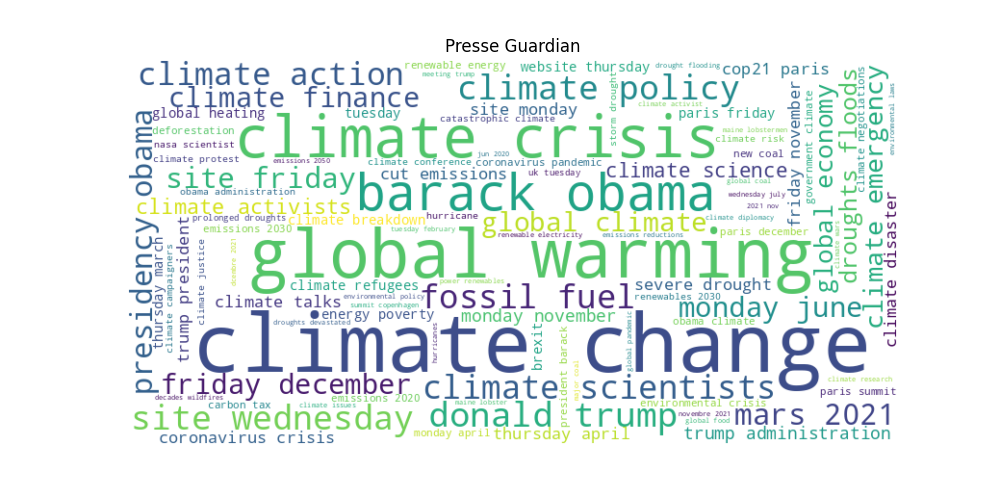 Presse Guardian
climate action
renewable energy
meeting trump
website thursday
drought flooding
cop21 paris
climate finance
climate policy
site monday
climate activist
global heating
tuesday
catastrophic climate
storm drought
paris friday
friday november
government climate
global economy
droughts floods
climate negotiations
climate emergency
environmental laws
deforestation
climate crisis
maine lobstermen
climate risk
nasa scientist
climate protest
emissions 2050
jun 2020
climate conference
coronavirus pandemic
new coal
presidency obama
site friday
cut emissions
uk tuesday
climate science
global coal
obama administration
barack obama
wednesday july
2021 nov
climate activists
prolonged droughts
climate breakdown
hurricane
global climate
climate diplomacy
emissions 2030
tuesday february
renewable electricity
emissions reductions
paris december
climate wars
thursday march
climate campaigners
trump president
climate justice
décembre 2021
global warming
climate disaster
climate refugees
power renewables
severe drought
climate talks
environmental policy
summit copenhagen
fossil fuel
renewables 2030
monday june
energy poverty
monday november
droughts devastated
hurricanes
brexit
president barack
major coal
global pandemic
obama climate
climate change
friday december
climate scientists
climate research
decades wildfires
emissions 2020
paris summit
carbon tax
climate issues
maine lobster
environmental crisis
site wednesday
donald trump
novembre 2021
global food
mars 2021
coronavirus crisis
monday april
thursday april
trump administration